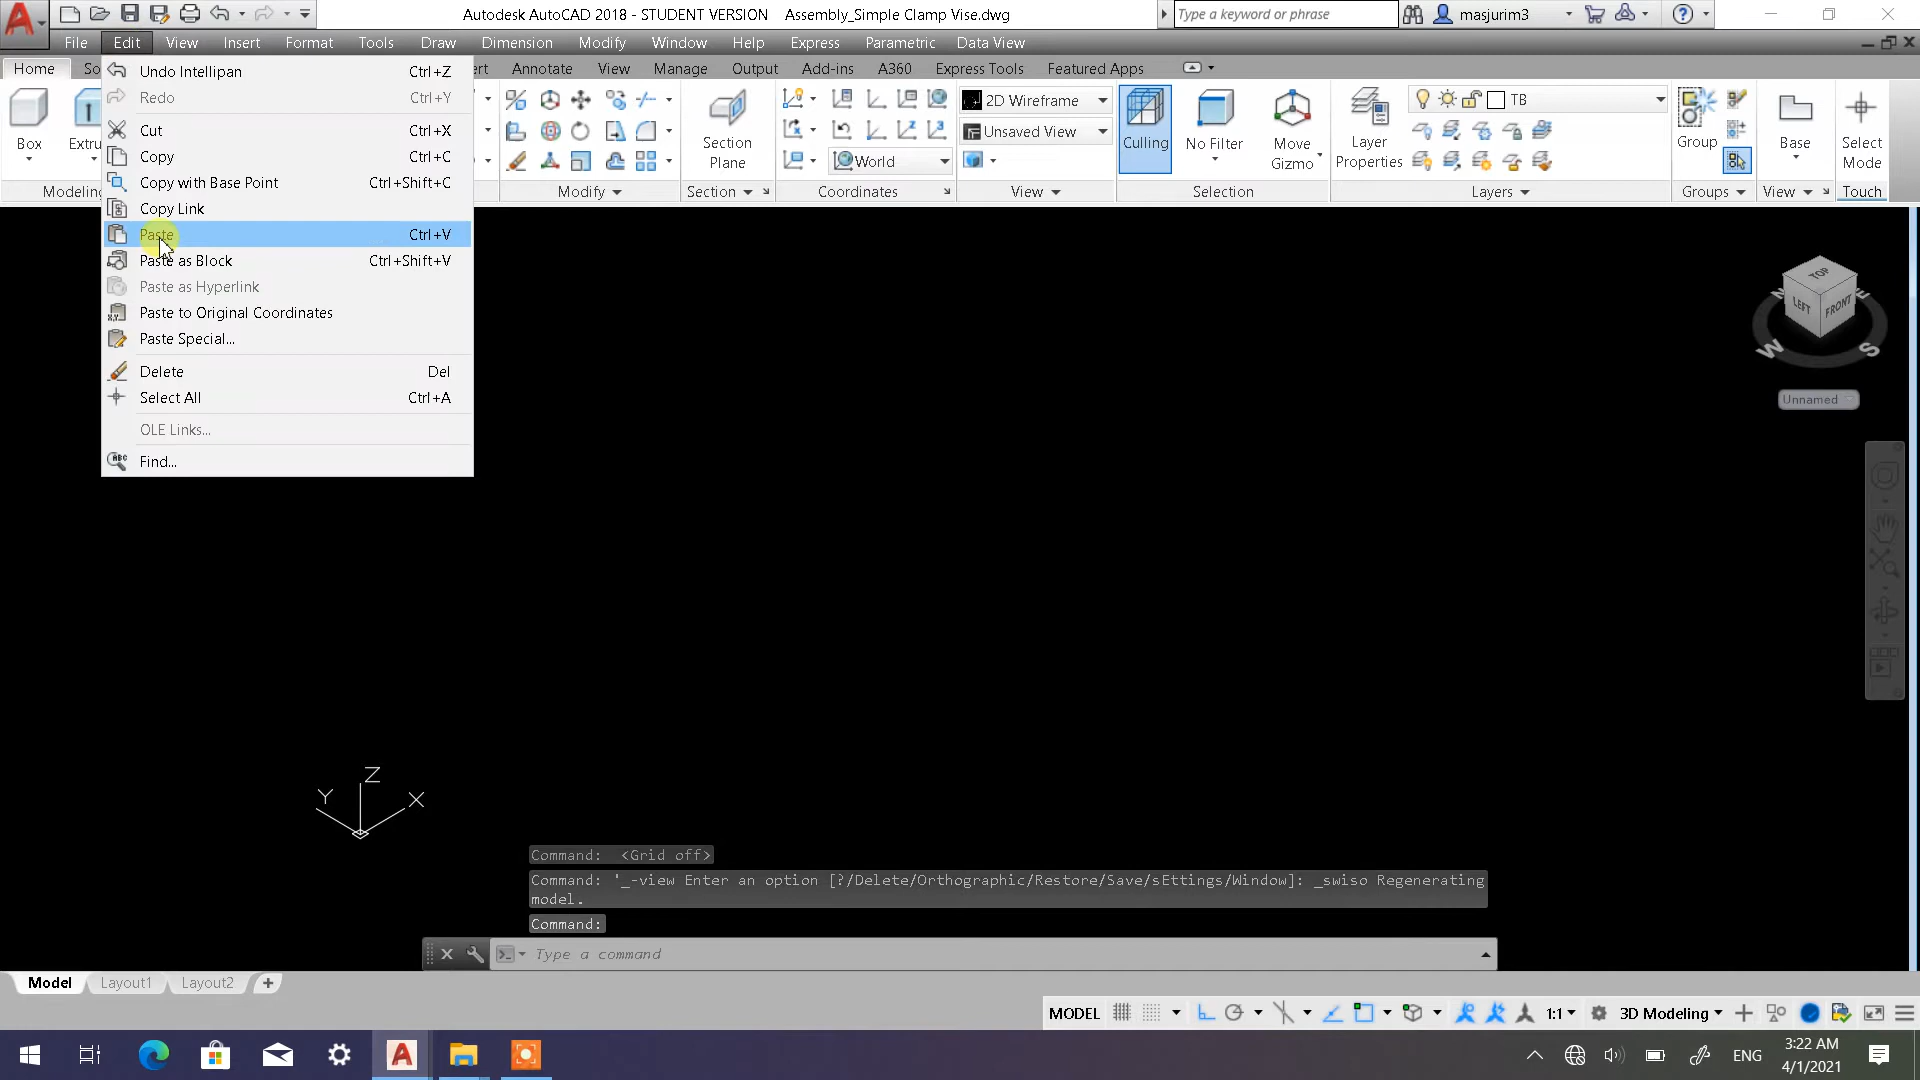 Autodesk AutoCAD 2018 - STUDENT VERSION Assembly_Simple Clamp Vise.dwg
Type a keyword or phrase
masjurim3
File Edit View Insert Format Tools Draw Dimension Modify Window Help Express Parametric Data View
Home So ert Annotate View Manage Output Add-ins A360 Express Tools Featured Apps
Undo Intellipan Ctrl+Z
Redo Ctrl+Y
Cut Ctrl+X
Copy Ctrl+C
Copy with Base Point Ctrl+Shift+C
Copy Link
Paste Ctrl+V
Paste as Block Ctrl+Shift+V
Paste as Hyperlink
Paste to Original Coordinates
Paste Special...
Delete Del
Select All Ctrl+A
OLE Links...
Find...
Box
Extru
Modeling
Modify
Section
Plane
Section
World
Coordinates
2D Wireframe
Unsaved View
View
Culling
No Filter
Move
Gizmo
Selection
Layer
Properties
TB
Layers
Group
Groups
Base
View
Select
Mode
Touch
TOP
LEFT
FRONT
N
E
W
S
Unnamed
Z
Y
X
Command: <Grid off>
Command: '_-view Enter an option [?/Delete/Orthographic/Restore/Save/sEttings/Window]: _swiso Regenerating
model.
Command:
Type a command
Model Layout1 Layout2 +
MODEL 1:1 3D Modeling
ENG
3:22 AM
4/1/2021